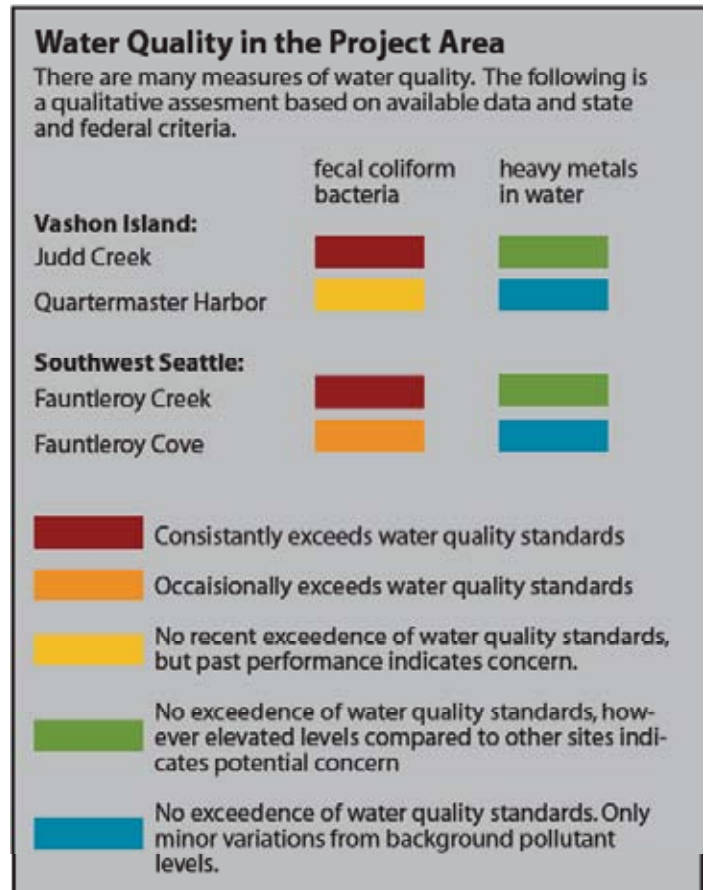 Water Quality in the Project Area
There are many measures of water quality. The following is
a qualitative assesment based on available data and state
and federal criteria.
fecal coliform
bacteria
heavy metals
in water
Vashon Island:
Judd Creek
Quartermaster Harbor
Southwest Seattle:
Fauntleroy Creek
Fauntleroy Cove
Consistantly exceeds water quality standards
Occaisionally exceeds water quality standards
No recent exceedence of water quality standards,
but past performance indicates concern.
No exceedence of water quality standards, how-
ever elevated levels compared to other sites indi-
cates potential concern
No exceedence of water quality standards. Only
minor variations from background pollutant
levels.